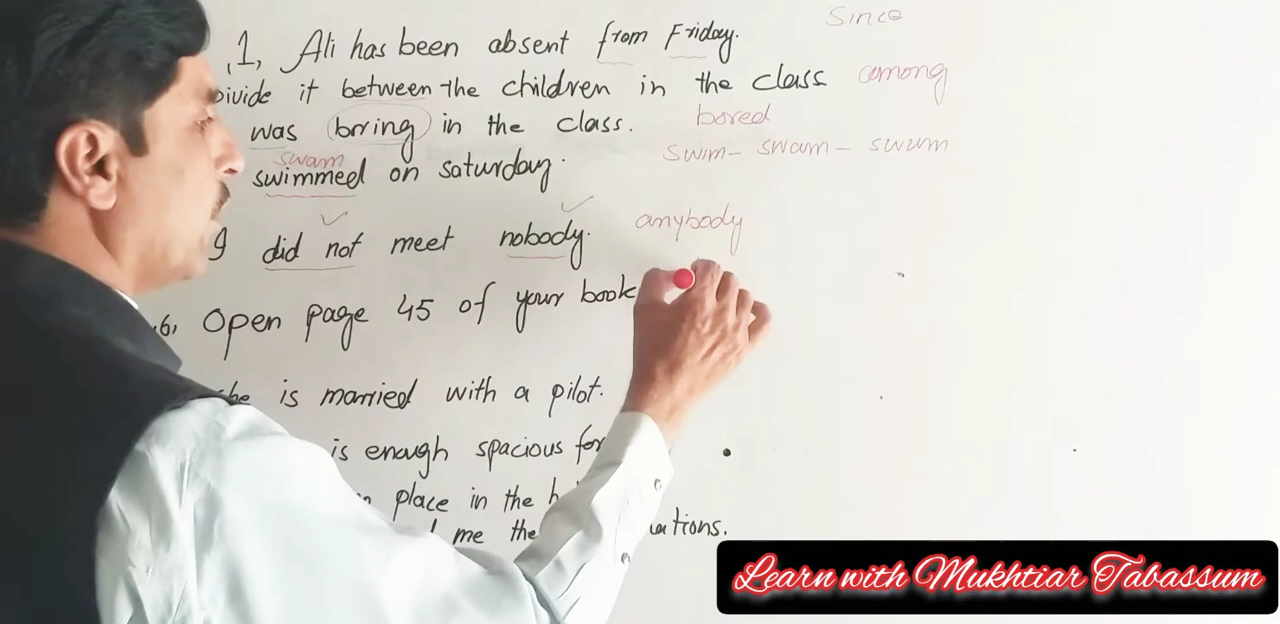 Since
1, Ali has been absent from Friday.
Divide it between the children in the class among
was boring in the class. bored
swam swim - swam - swum
swimmed on saturday.
I did not meet nobody. anybody
6, Open page 45 of your book
she is married with a pilot.
is enough spacious for
place in the
me the
Learn with Mukhtiar Tabassum